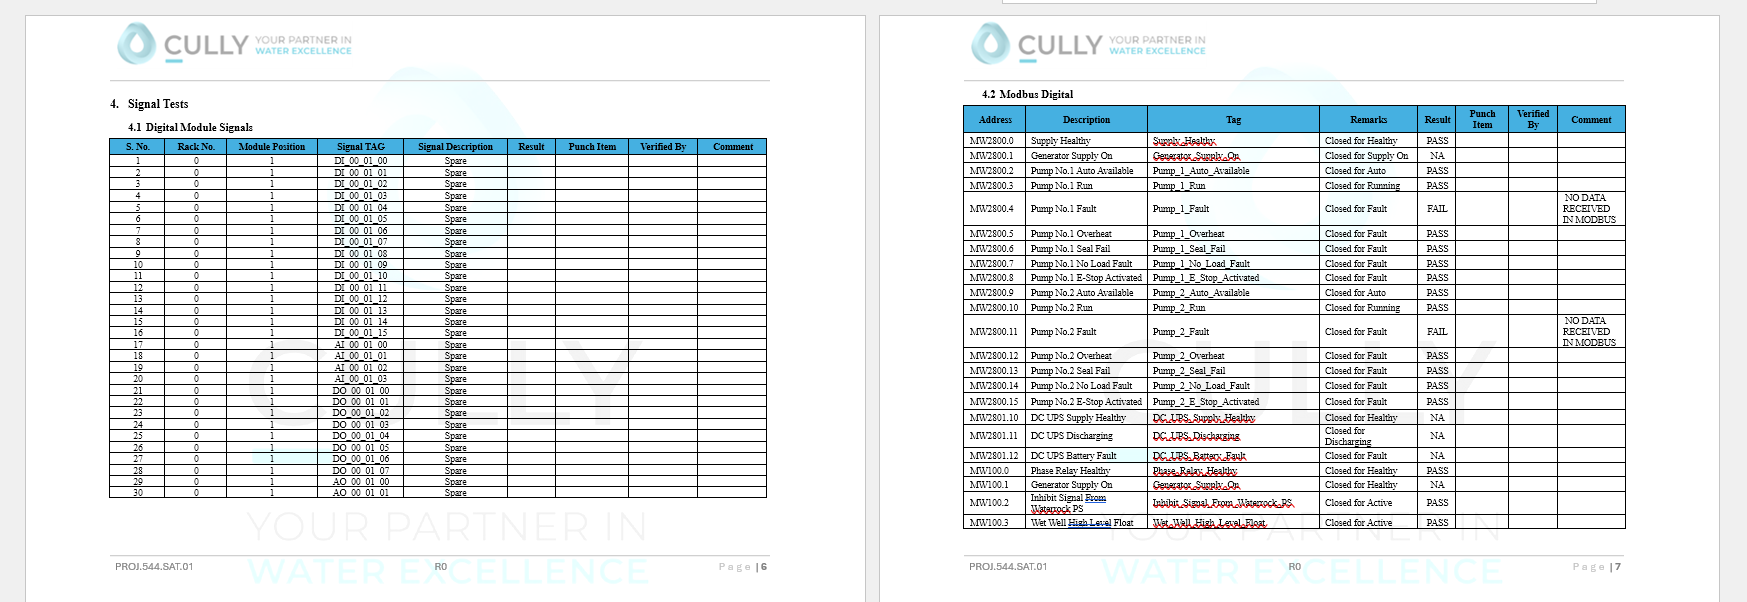 CULLY YOUR PARTNER IN
WATER EXCELLENCE
4. Signal Tests
4.1 Digital Module Signals
S. No. Rack No. Module Position Signal TAG Signal Description Result Punch Item Verified By Comment
1 0 1 DI_00_01_00 Spare
2 0 1 DI_00_01_01 Spare
3 0 1 DI_00_01_02 Spare
4 0 1 DI_00_01_03 Spare
5 0 1 DI_00_01_04 Spare
6 0 1 DI_00_01_05 Spare
7 0 1 DI_00_01_06 Spare
8 0 1 DI_00_01_07 Spare
9 0 1 DI_00_01_08 Spare
10 0 1 DI_00_01_09 Spare
11 0 1 DI_00_01_10 Spare
12 0 1 DI_00_01_11 Spare
13 0 1 DI_00_01_12 Spare
14 0 1 DI_00_01_13 Spare
15 0 1 DI_00_01_14 Spare
16 0 1 DI_00_01_15 Spare
17 0 1 AI_00_01_00 Spare
18 0 1 AI_00_01_01 Spare
19 0 1 AI_00_01_02 Spare
20 0 1 AI_00_01_03 Spare
21 0 1 DO_00_01_00 Spare
22 0 1 DO_00_01_01 Spare
23 0 1 DO_00_01_02 Spare
24 0 1 DO_00_01_03 Spare
25 0 1 DO_00_01_04 Spare
26 0 1 DO_00_01_05 Spare
27 0 1 DO_00_01_06 Spare
28 0 1 DO_00_01_07 Spare
29 0 1 AO_00_01_00 Spare
30 0 1 AO_00_01_01 Spare
CULLY
YOUR PARTNER IN
WATER EXCELLENCE
PROJ.544.SAT.01 R0 Page | 6
CULLY YOUR PARTNER IN
WATER EXCELLENCE
4.2 Modbus Digital
Address Description Tag Remarks Result Punch Item Verified By Comment
MW2800.0 Supply Healthy Supply_Healthy Closed for Healthy PASS
MW2800.1 Generator Supply On Generator_Supply_On Closed for Supply On NA
MW2800.2 Pump No.1 Auto Available Pump_1_Auto_Available Closed for Auto PASS
MW2800.3 Pump No.1 Run Pump_1_Run Closed for Running PASS
MW2800.4 Pump No.1 Fault Pump_1_Fault Closed for Fault FAIL NO DATA RECEIVED IN MODBUS
MW2800.5 Pump No.1 Overheat Pump_1_Overheat Closed for Fault PASS
MW2800.6 Pump No.1 Seal Fail Pump_1_Seal_Fail Closed for Fault PASS
MW2800.7 Pump No.1 No Load Fault Pump_1_No_Load_Fault Closed for Fault PASS
MW2800.8 Pump No.1 E-Stop Activated Pump_1_E_Stop_Activated Closed for Fault PASS
MW2800.9 Pump No.2 Auto Available Pump_2_Auto_Available Closed for Auto PASS
MW2800.10 Pump No.2 Run Pump_2_Run Closed for Running PASS
MW2800.11 Pump No.2 Fault Pump_2_Fault Closed for Fault FAIL NO DATA RECEIVED IN MODBUS
MW2800.12 Pump No.2 Overheat Pump_2_Overheat Closed for Fault PASS
MW2800.13 Pump No.2 Seal Fail Pump_2_Seal_Fail Closed for Fault PASS
MW2800.14 Pump No.2 No Load Fault Pump_2_No_Load_Fault Closed for Fault PASS
MW2800.15 Pump No.2 E-Stop Activated Pump_2_E_Stop_Activated Closed for Fault PASS
MW2801.10 DC UPS Supply Healthy DC_UPS_Supply_Healthy Closed for Healthy NA
MW2801.11 DC UPS Discharging DC_UPS_Discharging Closed for Discharging NA
MW2801.12 DC UPS Battery Fault DC_UPS_Battery_Fault Closed for Fault NA
MW100.0 Phase Relay Healthy Phase_Relay_Healthy Closed for Healthy PASS
MW100.1 Generator Supply On Generator_Supply_On Closed for Healthy NA
MW100.2 Inhibit Signal From Waterrock PS Inhibit_Signal_From_Waterrock_PS Closed for Active PASS
MW100.3 Wet Well High Level Float Wet_Well_High_Level_Float Closed for Active PASS
CULLY
YOUR PARTNER IN
WATER EXCELLENCE
PROJ.544.SAT.01 R0 Page | 7